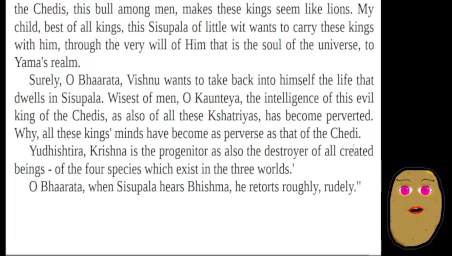 the Chedis, this bull among men, makes these kings seem like lions. My
child, best of all kings, this Sisupala of little wit wants to carry these kings
with him, through the very will of Him that is the soul of the universe, to
Yama's realm.
Surely, O Bhaarata, Vishnu wants to take back into himself the life that
dwells in Sisupala. Wisest of men, O Kaunteya, the intelligence of this evil
king of the Chedis, as also of all these Kshatriyas, has become perverted.
Why, all these kings' minds have become as perverse as that of the Chedi.
Yudhishtira, Krishna is the progenitor as also the destroyer of all created
beings - of the four species which exist in the three worlds.'
O Bhaarata, when Sisupala hears Bhishma, he retorts roughly, rudely."